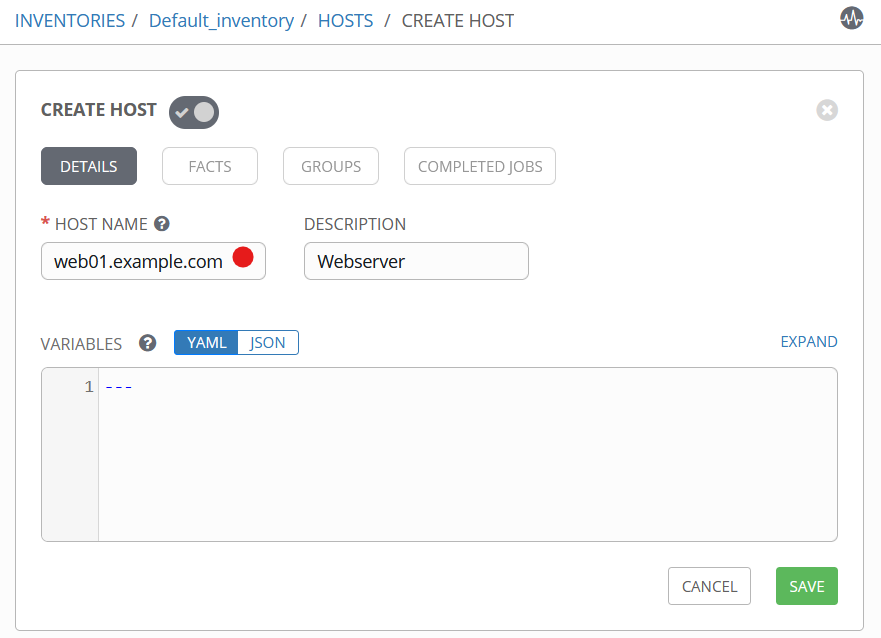 INVENTORIES / Default_inventory / HOSTS / CREATE HOST
CREATE HOST
DETAILS FACTS GROUPS COMPLETED JOBS
* HOST NAME ? DESCRIPTION
web01.example.com Webserver
VARIABLES ? YAML JSON EXPAND
1 ---
CANCEL SAVE